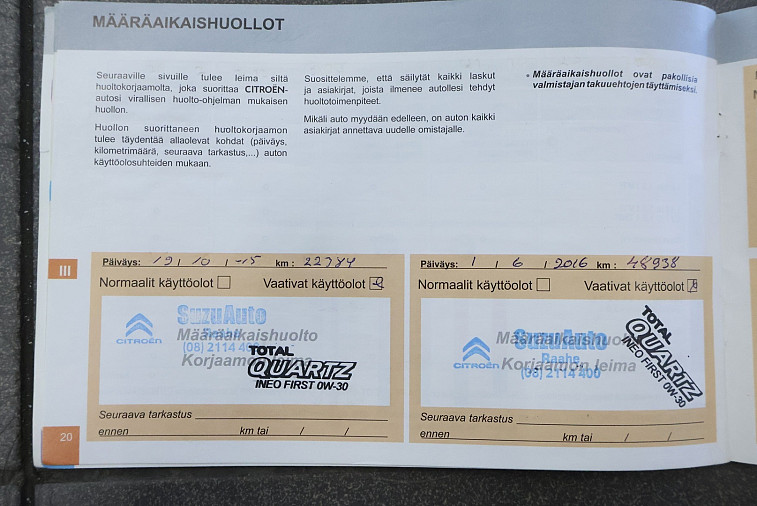 MÄÄRÄAIKAISHUOLLOT
Seuraaville sivuille tulee leima siltä
huoltokorjaamolta, joka suorittaa CITROËN-
autosi virallisen huolto-ohjelman mukaisen
huollon.
Huollon suorittaneen huoltokorjaamon
tulee täydentää allaolevat kohdat (päiväys,
kilometrimäärä, seuraava tarkastus,...) auton
käyttöolosuhteiden mukaan.
Suosittelemme, että säilytät kaikki laskut
ja asiakirjat, joista ilmenee autollesi tehdyt
huoltotoimenpiteet.
Mikäli auto myydään edelleen, on auton kaikki
asiakirjat annettava uudelle omistajalle.
• Määräaikaishuollot ovat pakollisia
valmistajan takuuehtojen täyttämiseksi.
III
Päiväys: 19 / 10 / -15 km : 22784
Normaalit käyttöolot Vaativat käyttöolot
CITROËN
SuzuAuto
Raahe
(08) 2114 400
Määräaikaishuolto
Korjaamon leima
TOTAL
QUARTZ
INEO FIRST 0W-30
Seuraava tarkastus
ennen km tai / /
Päiväys: 1 / 6 / 2016 km : 48938
Normaalit käyttöolot Vaativat käyttöolot
CITROËN
SuzuAuto
Raahe
(08) 2114 400
Määräaikaishuolto
Korjaamon leima
TOTAL
QUARTZ
INEO FIRST 0W-30
Seuraava tarkastus
ennen km tai / /
20